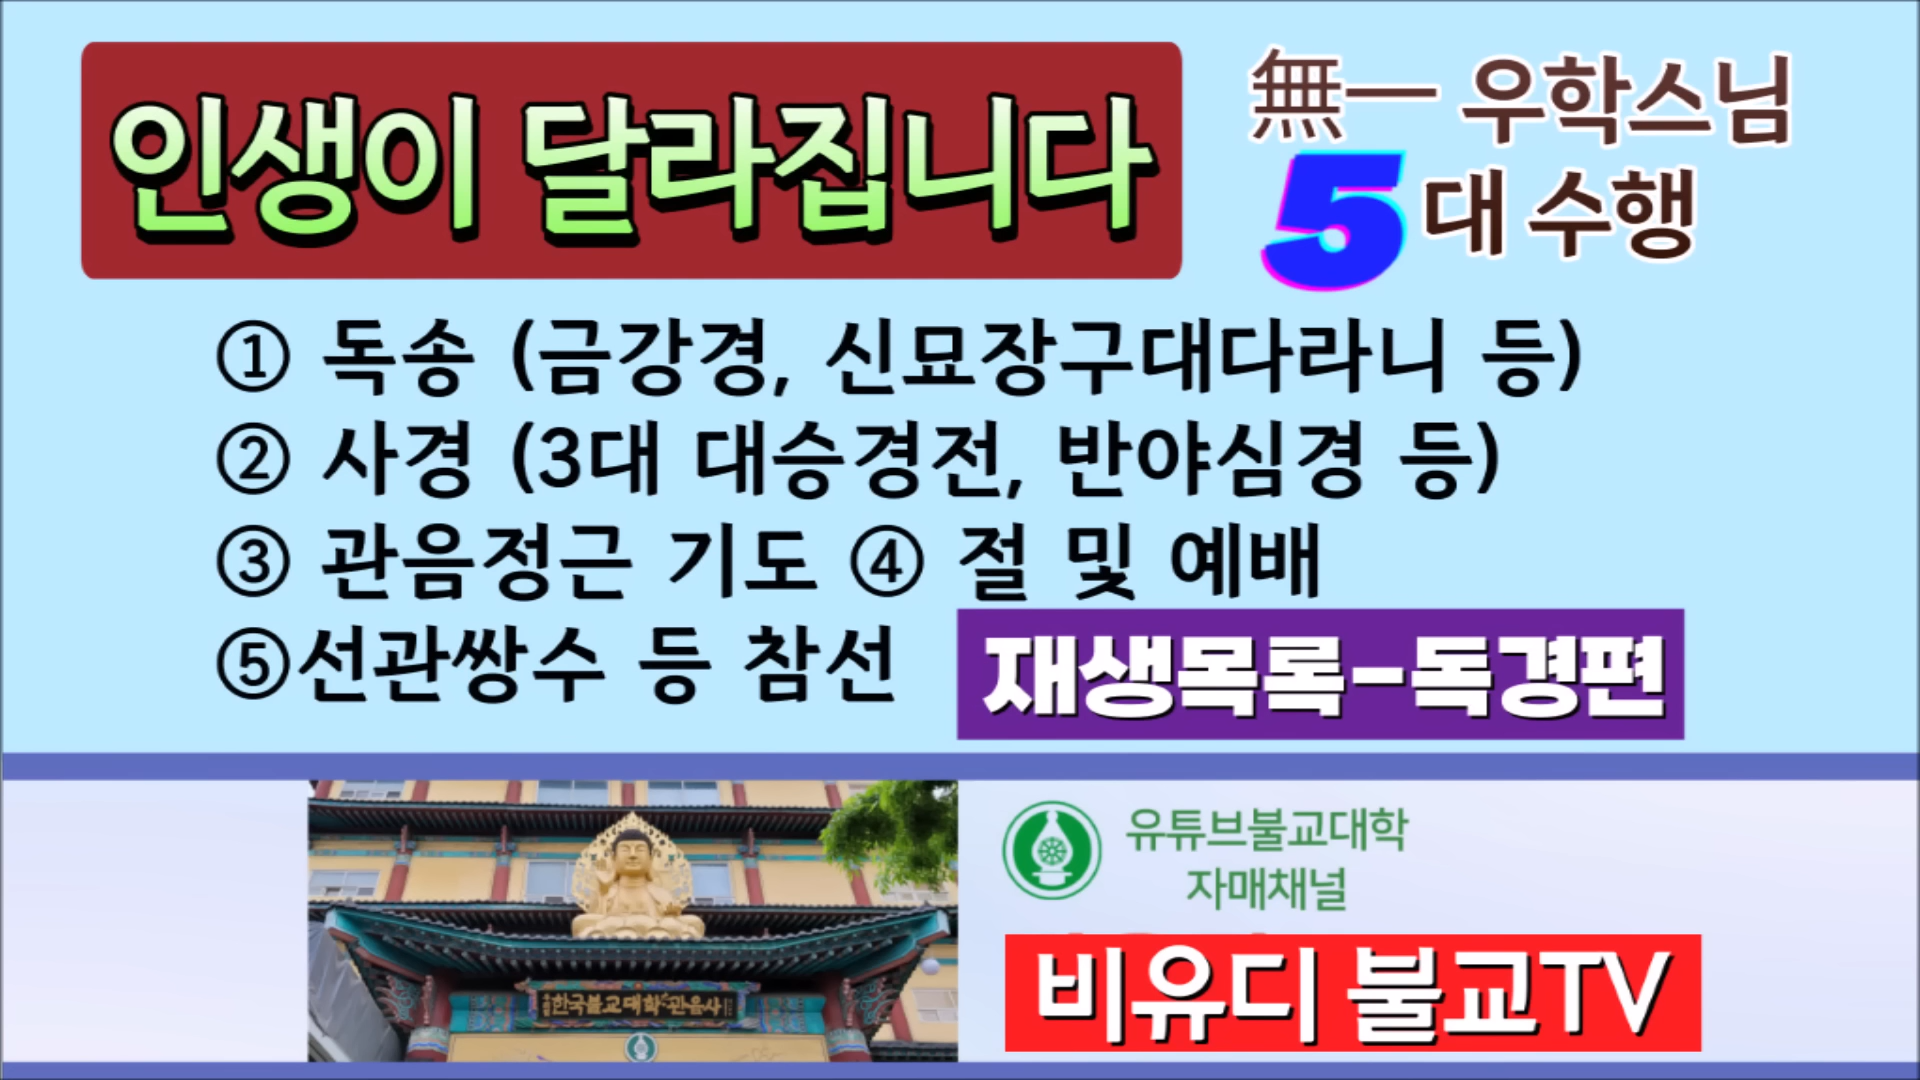 인생이 달라집니다
無一 우학스님
5대 수행
① 독송 (금강경, 신묘장구대다라니 등)
② 사경 (3대 대승경전, 반야심경 등)
③ 관음정근 기도 ④ 절 및 예배
⑤선관쌍수 등 참선
재생목록-독경편
유튜브불교대학
자매채널
비유디 불교TV
한국불교대학 관음사